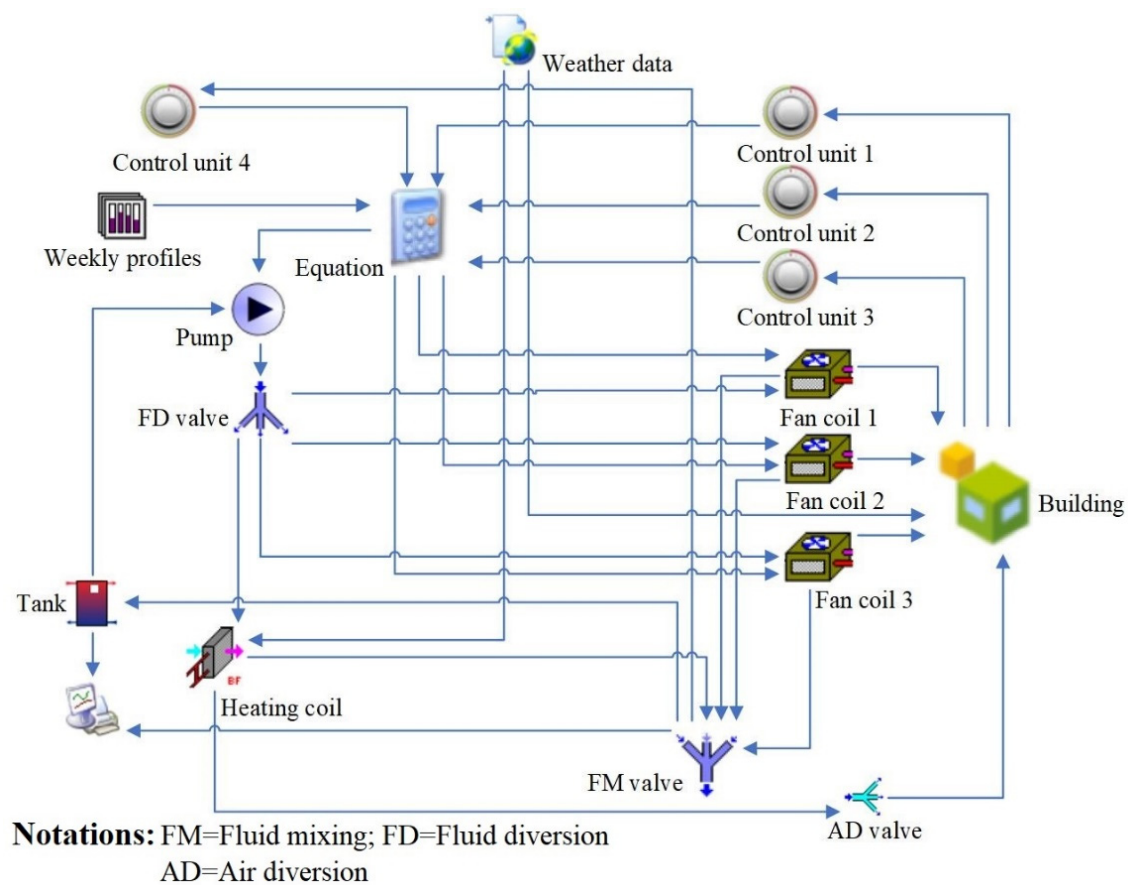 Weather data
Control unit 4
Control unit 1
Control unit 2
Weekly profiles
Equation
Control unit 3
Pump
FD valve
Fan coil 1
Fan coil 2
Building
Tank
Fan coil 3
BF
Heating coil
FM valve
AD valve
Notations: FM=Fluid mixing; FD=Fluid diversion
AD=Air diversion